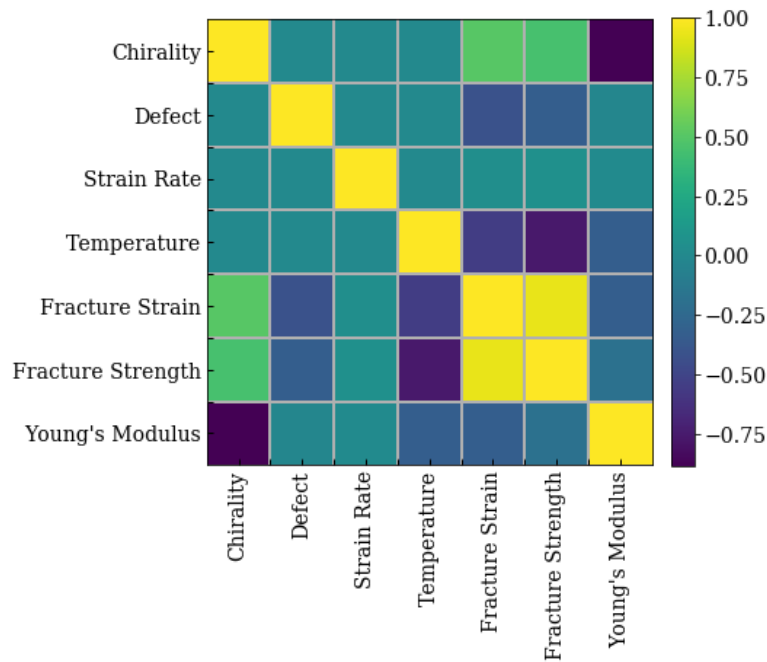 Chirality
Defect
Strain Rate
Temperature
Fracture Strain
Fracture Strength
Young's Modulus
Chirality
Defect
Strain Rate
Temperature
Fracture Strain
Fracture Strength
Young's Modulus
1.00
0.75
0.50
0.25
0.00
−0.25
−0.50
−0.75